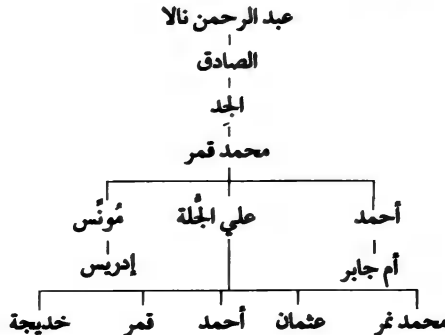 عبد الرحمن نالا
الصادق
الجد
محمد قمر
أحمد علي الجُّلة مُونِّس
أم جابر إدريس
محمد نمر عثمان أحمد قمر خديجة